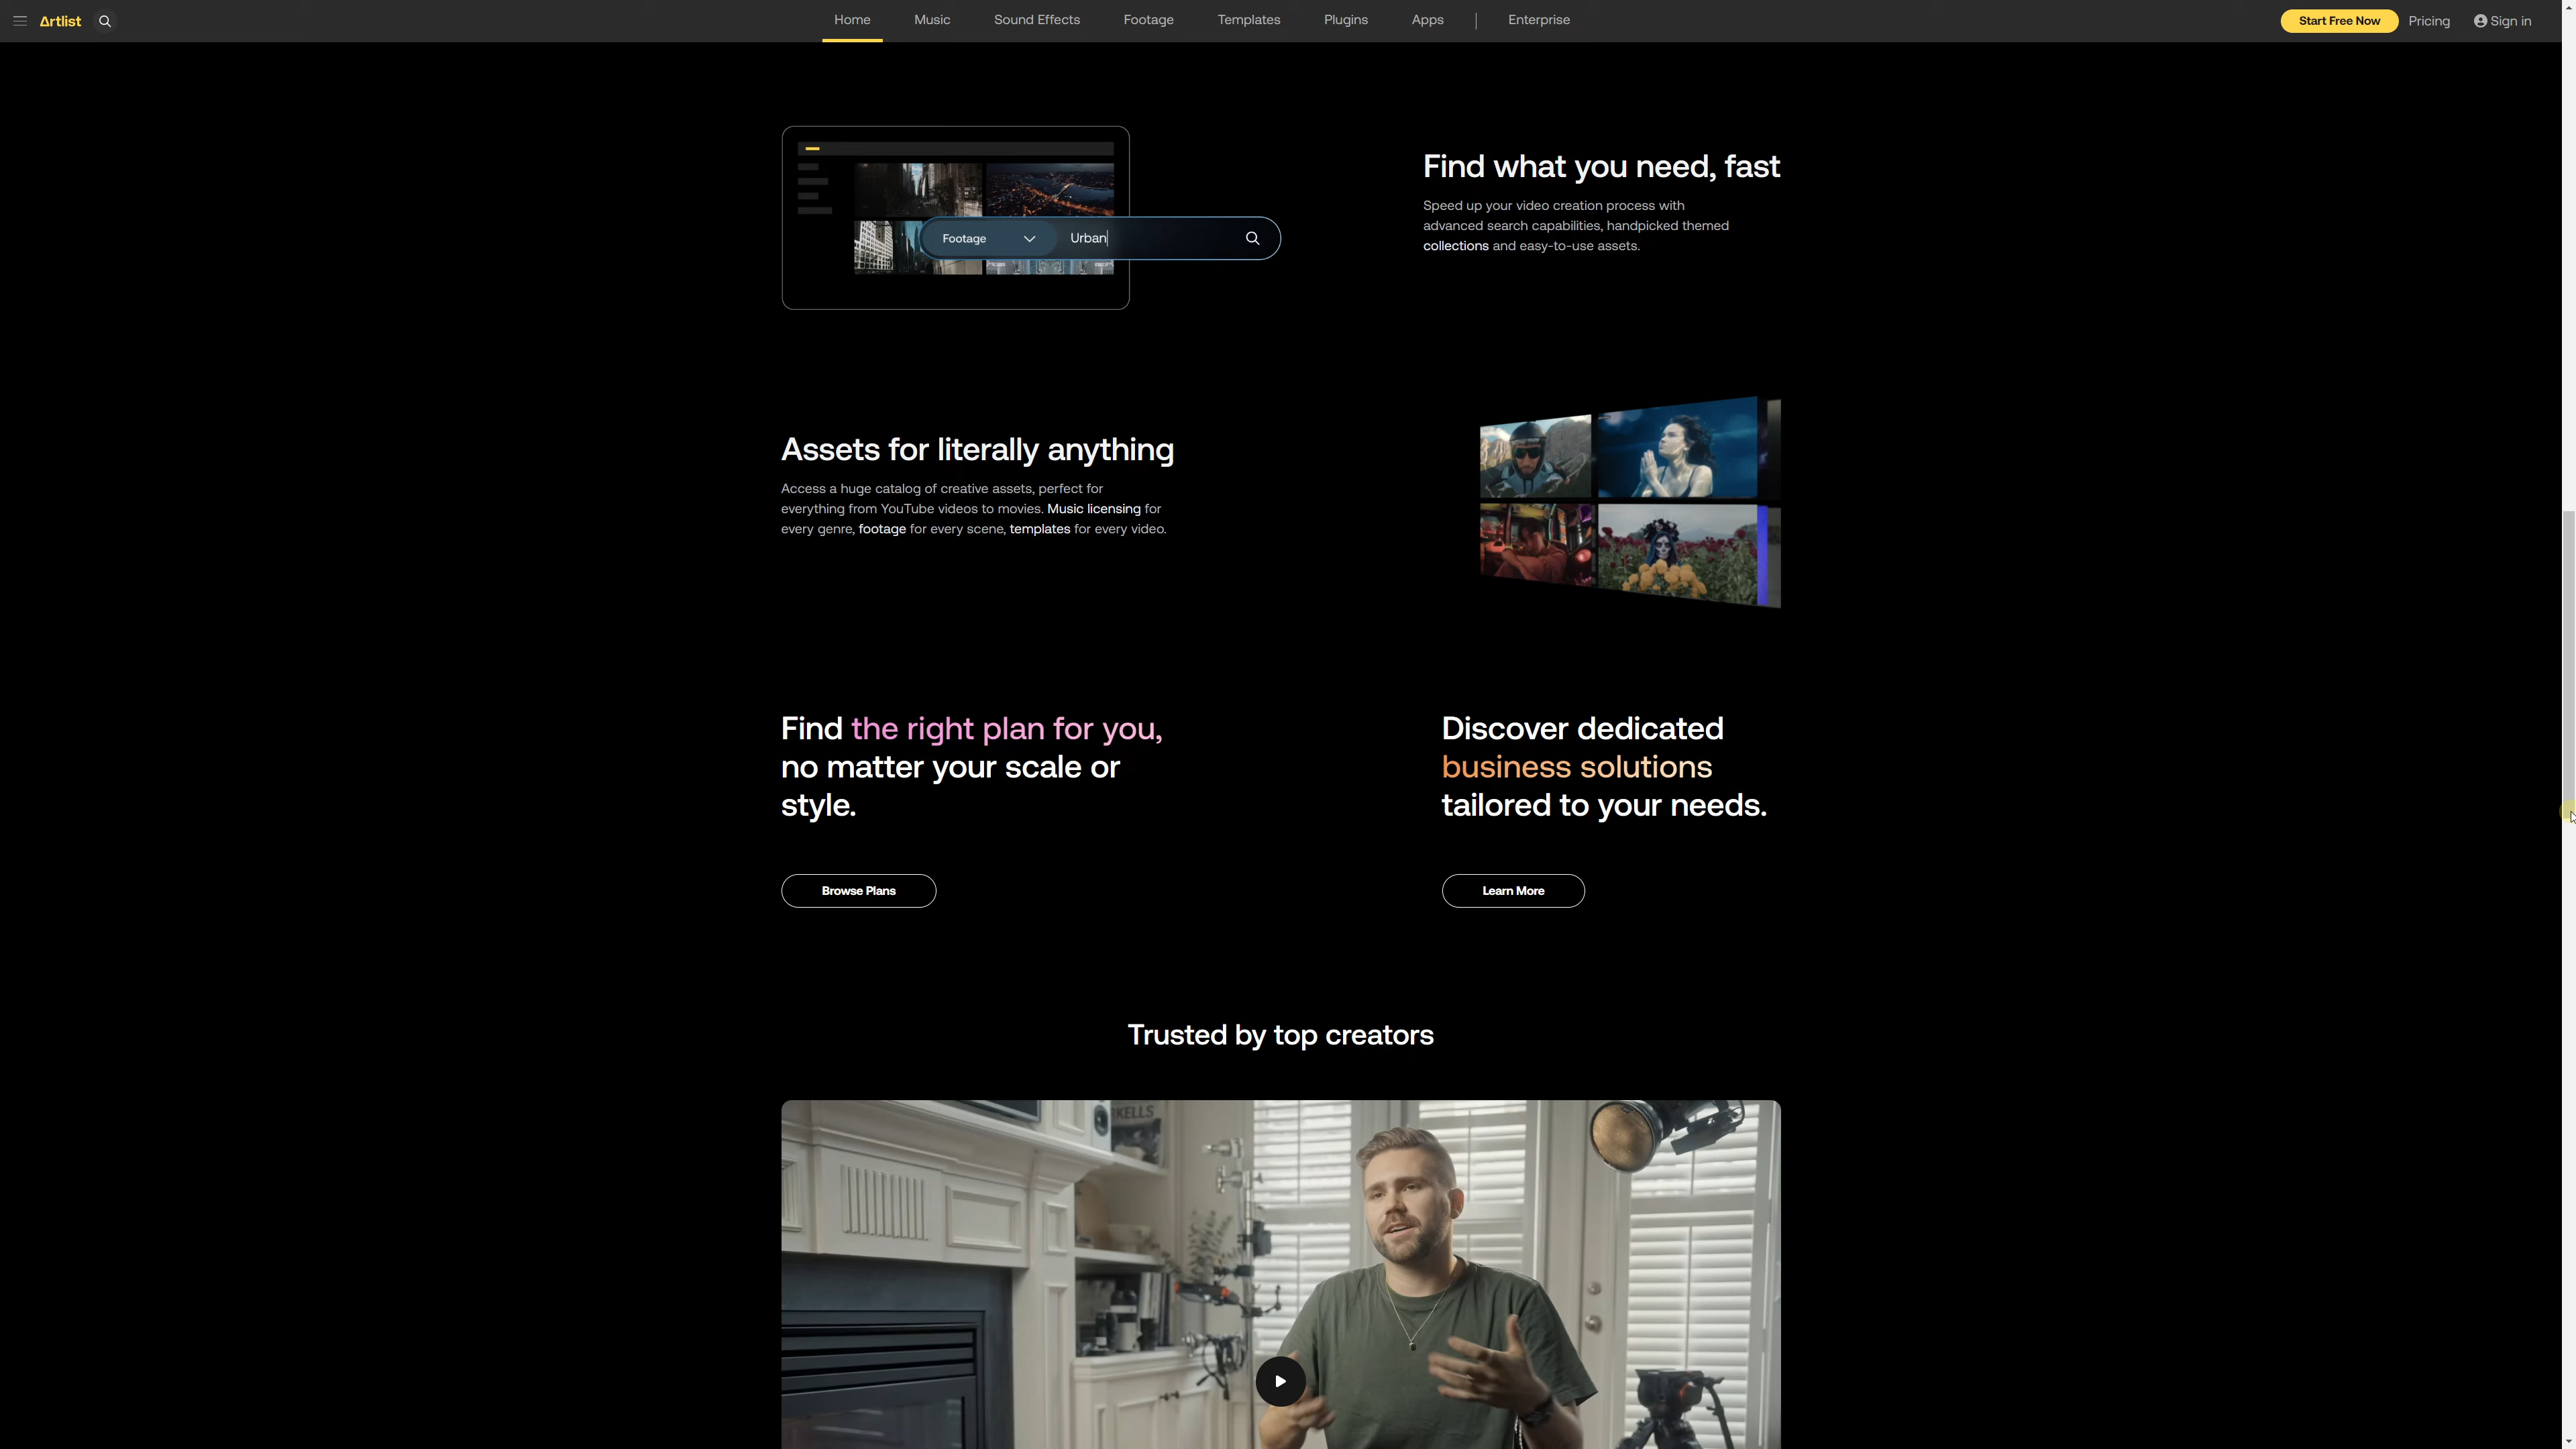 Artlist
Home
Music
Sound Effects
Footage
Templates
Plugins
Apps
Enterprise
Start Free Now
Pricing
Sign in
Footage
Urban
Find what you need, fast
Speed up your video creation process with
advanced search capabilities, handpicked themed
collections and easy-to-use assets.
Assets for literally anything
Access a huge catalog of creative assets, perfect for
everything from YouTube videos to movies. Music licensing for
every genre, footage for every scene, templates for every video.
Find the right plan for you,
no matter your scale or
style.
Browse Plans
Discover dedicated
business solutions
tailored to your needs.
Learn More
Trusted by top creators